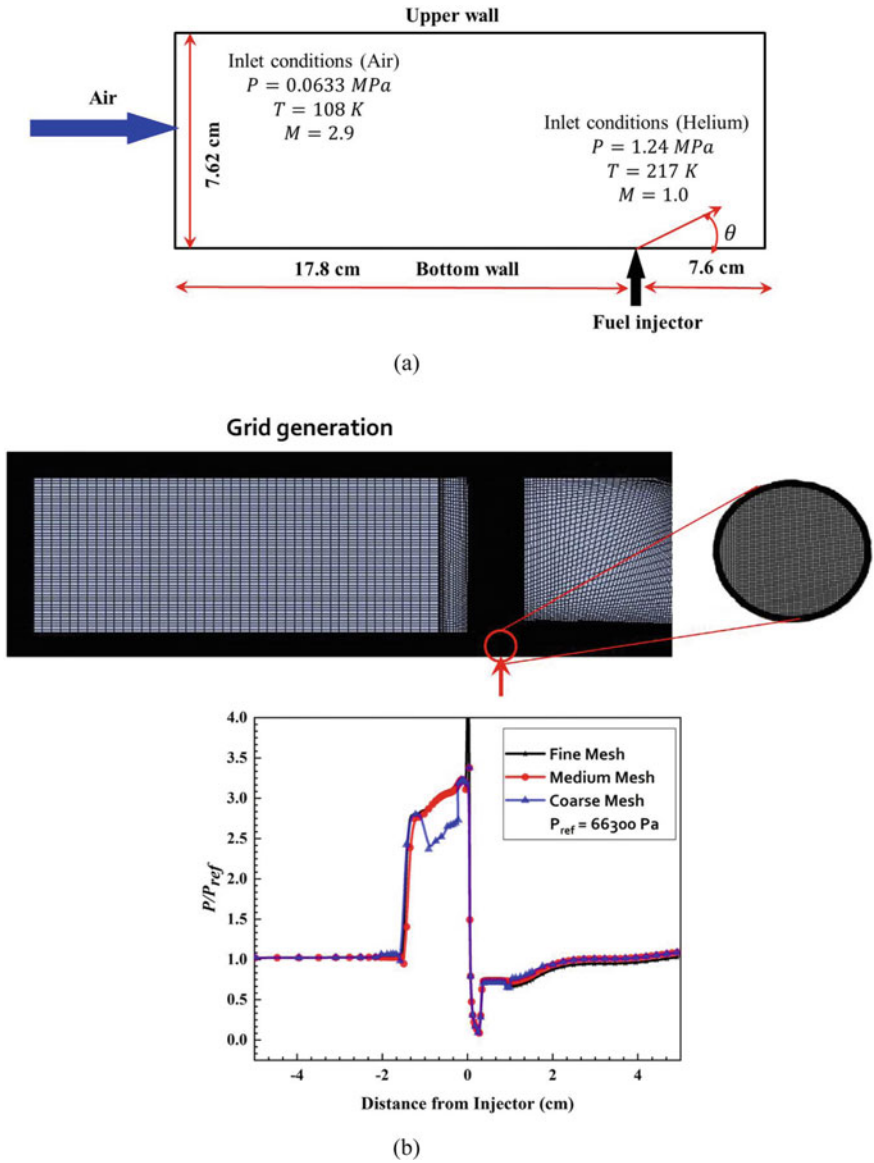 Upper wall
Inlet conditions (Air)
P = 0.0633 MPa
T = 108 K
M = 2.9
Air
7.62 cm
Inlet conditions (Helium)
P = 1.24 MPa
T = 217 K
M = 1.0
θ
17.8 cm
Bottom wall
7.6 cm
Fuel injector
(a)
Grid generation
4.0
3.5
3.0
2.5
2.0
1.5
1.0
0.5
0.0
P/Pref
Fine Mesh
Medium Mesh
Coarse Mesh
Pref = 66300 Pa
-4 -2 0 2 4
Distance from Injector (cm)
(b)